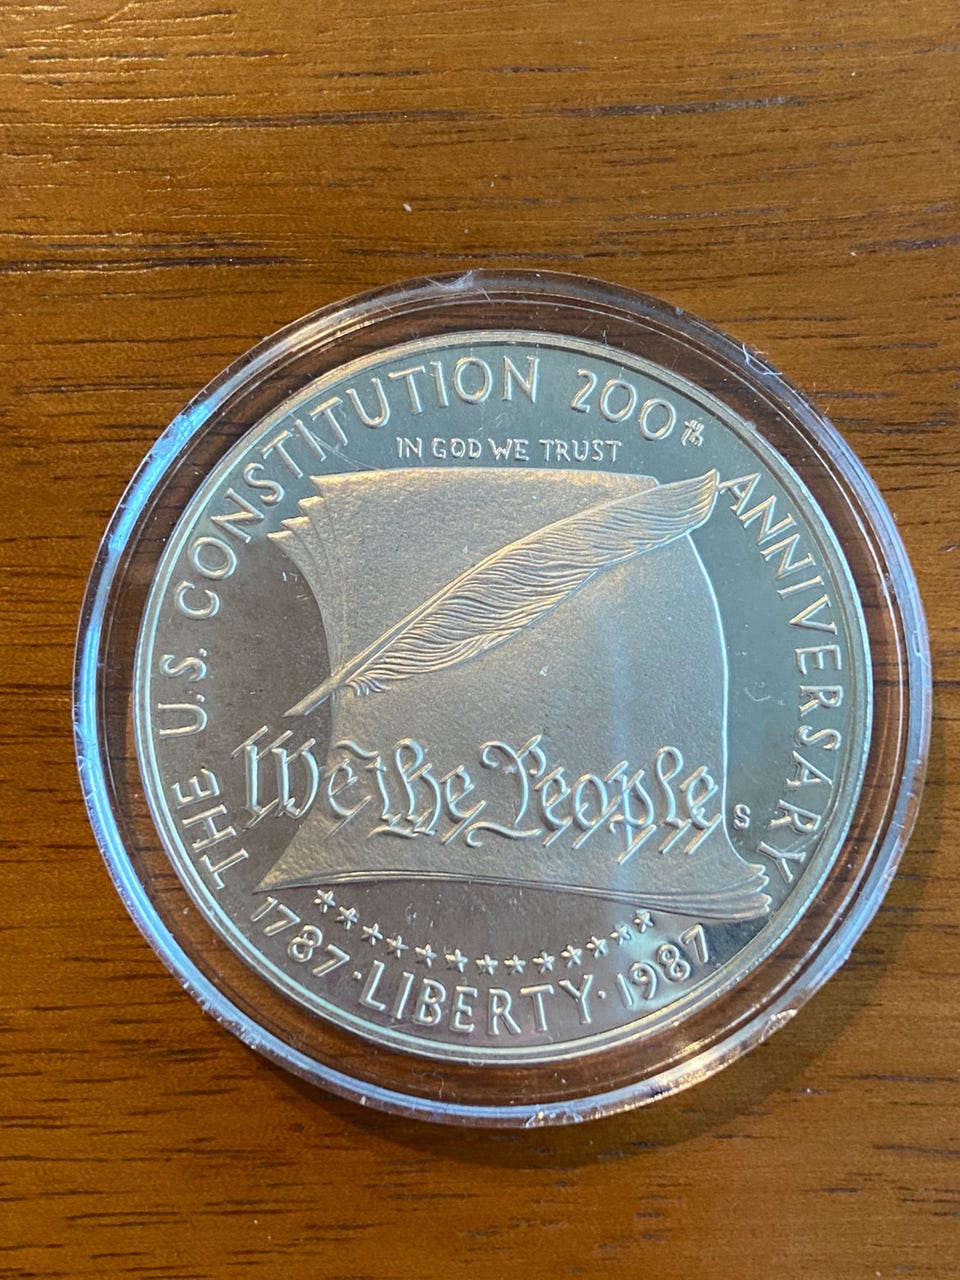 THE U.S. CONSTITUTION 200TH ANNIVERSARY
IN GOD WE TRUST
We the People
S
1787 · LIBERTY · 1987